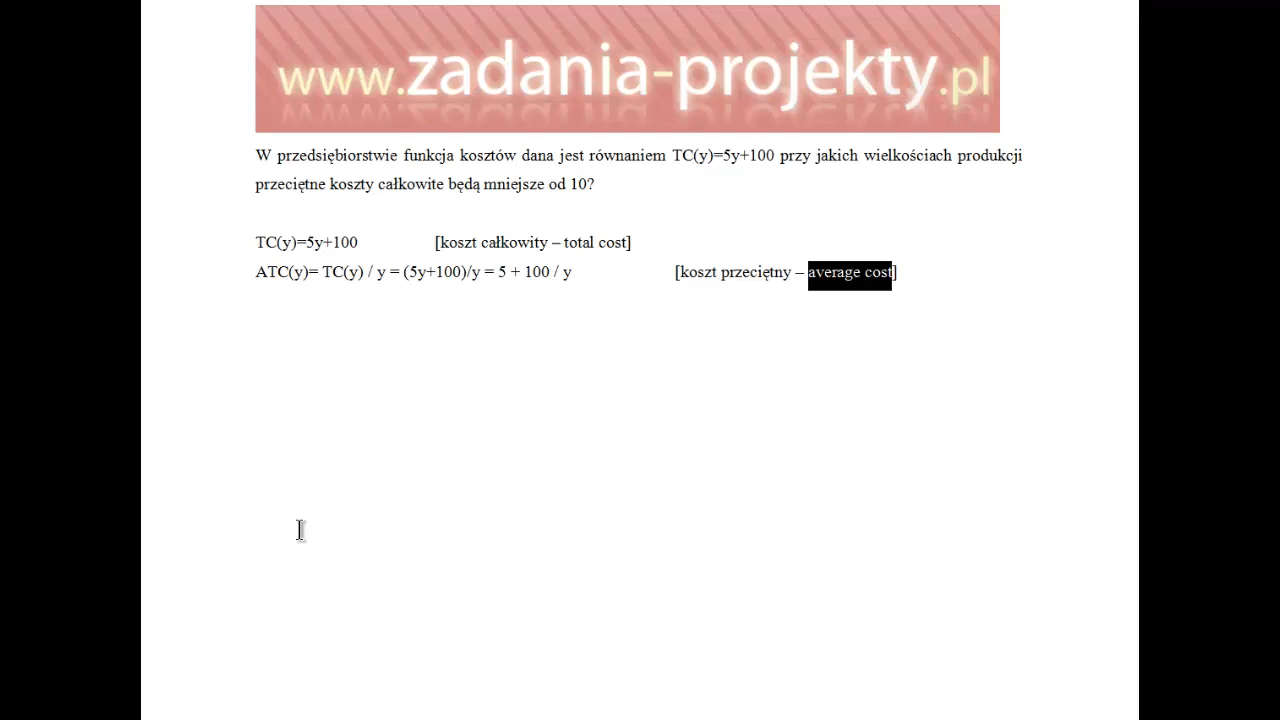 www.zadania-projekty.pl
W przedsiębiorstwie funkcja kosztów dana jest równaniem TC(y)=5y+100 przy jakich wielkościach produkcji
przeciętne koszty całkowite będą mniejsze od 10?
TC(y)=5y+100 [koszt całkowity – total cost]
ATC(y)= TC(y) / y = (5y+100)/y = 5 + 100 / y [koszt przeciętny – average cost]